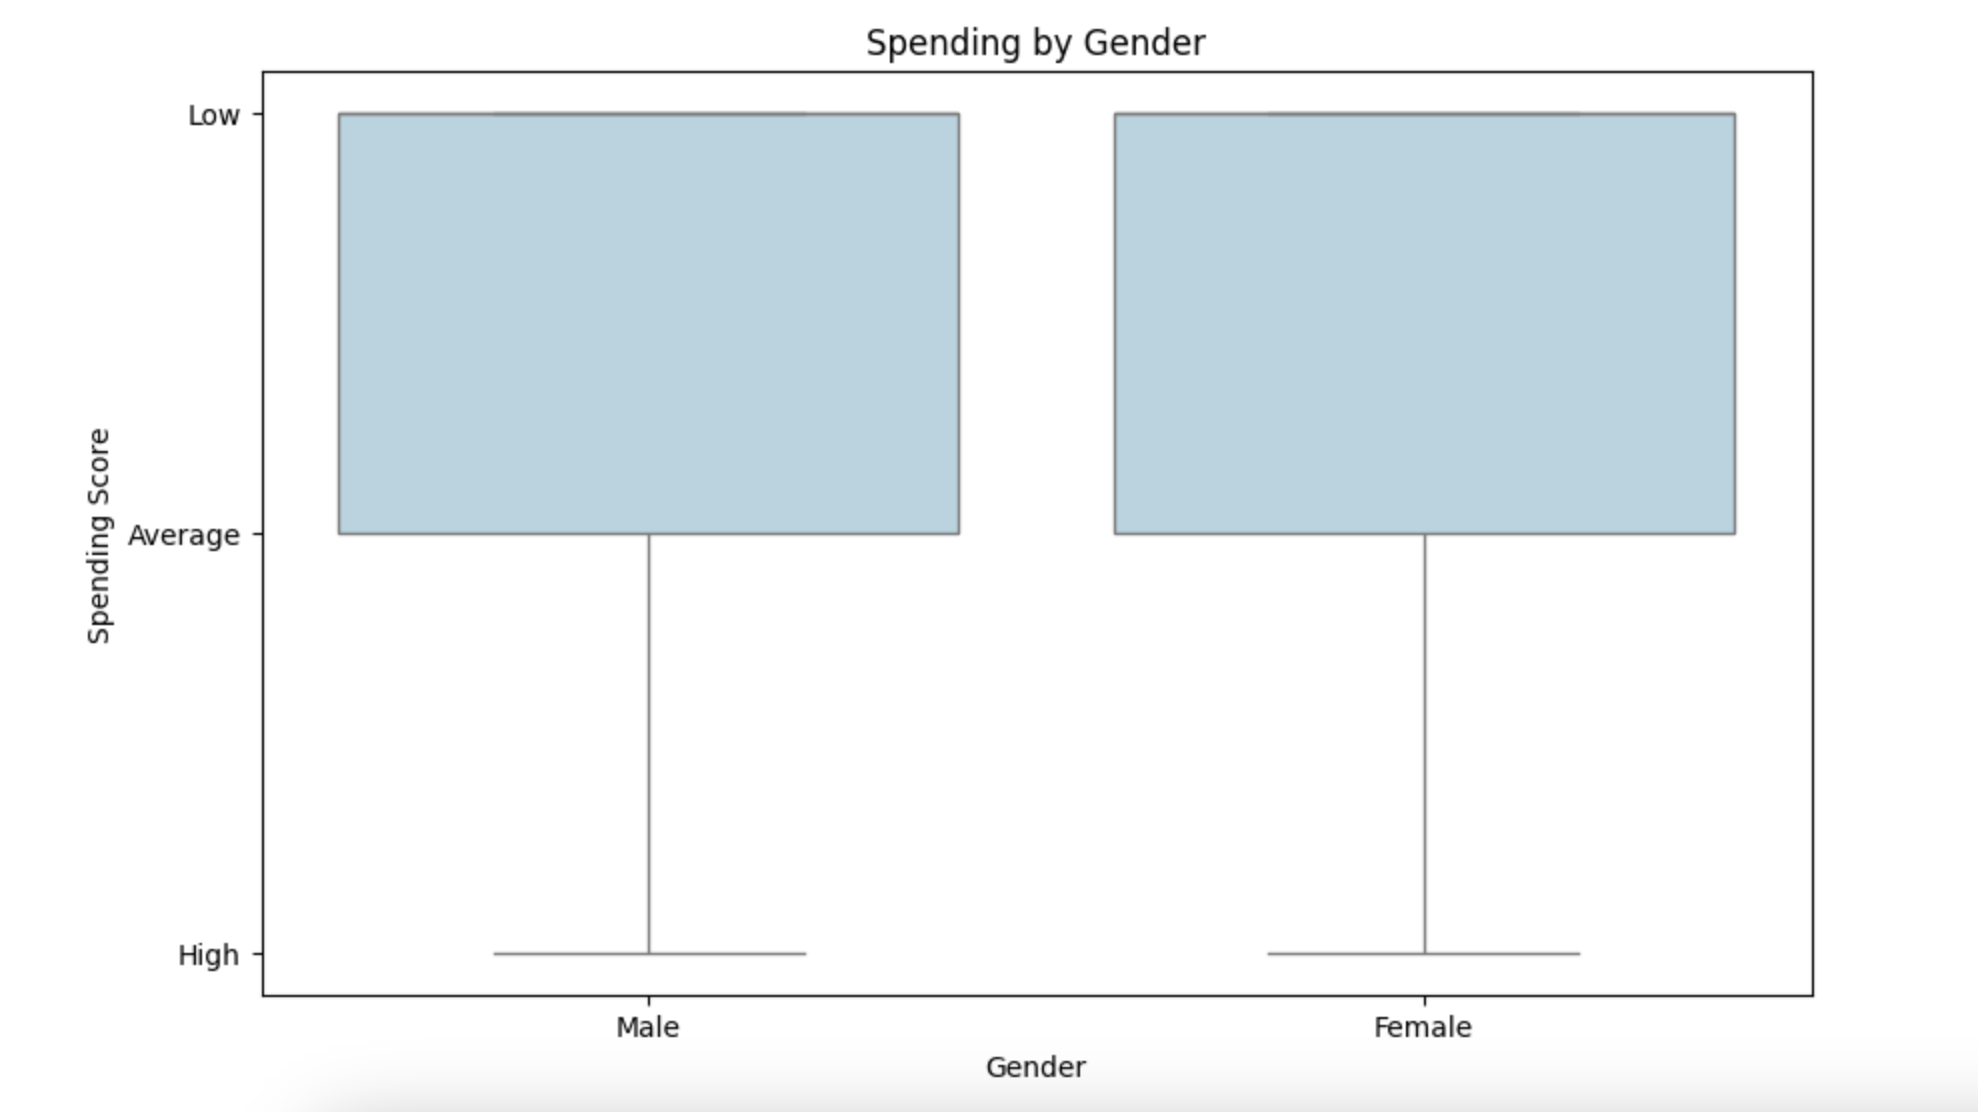 Spending by Gender
Low
Average
High
Spending Score
Male
Female
Gender